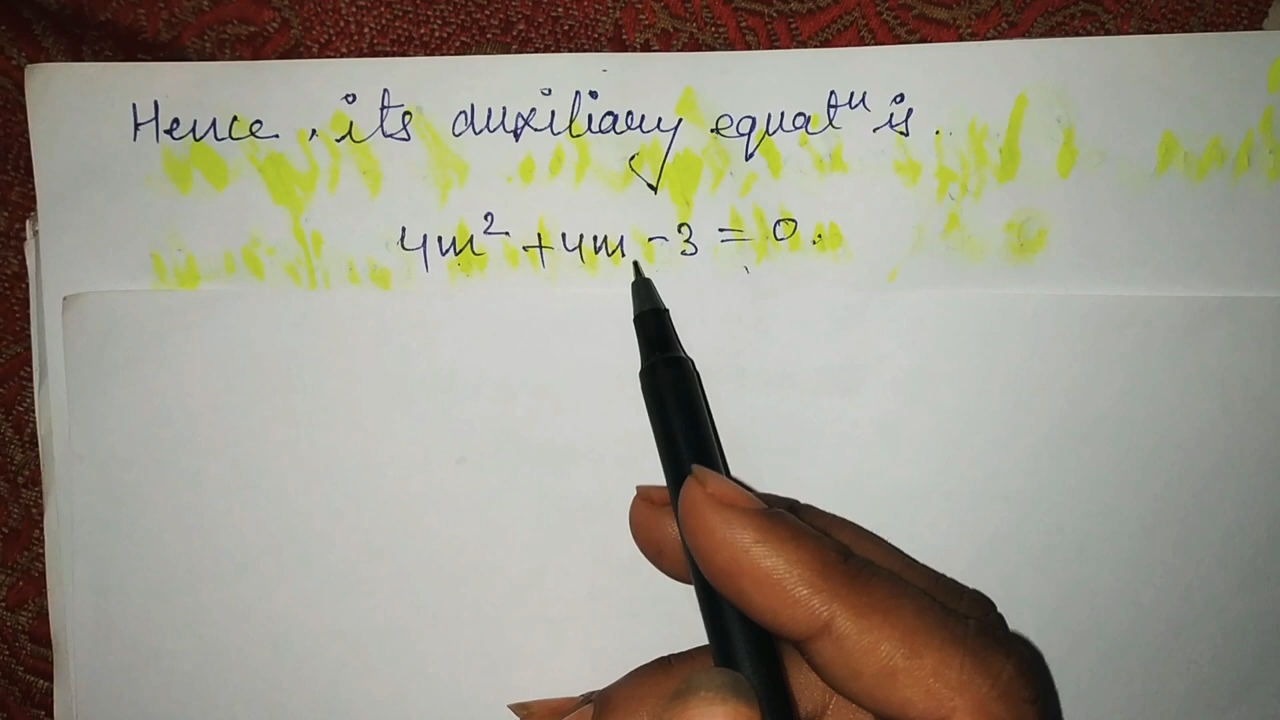 Hence, its auxiliary equatⁿ is.
4m² + 4m - 3 = 0.